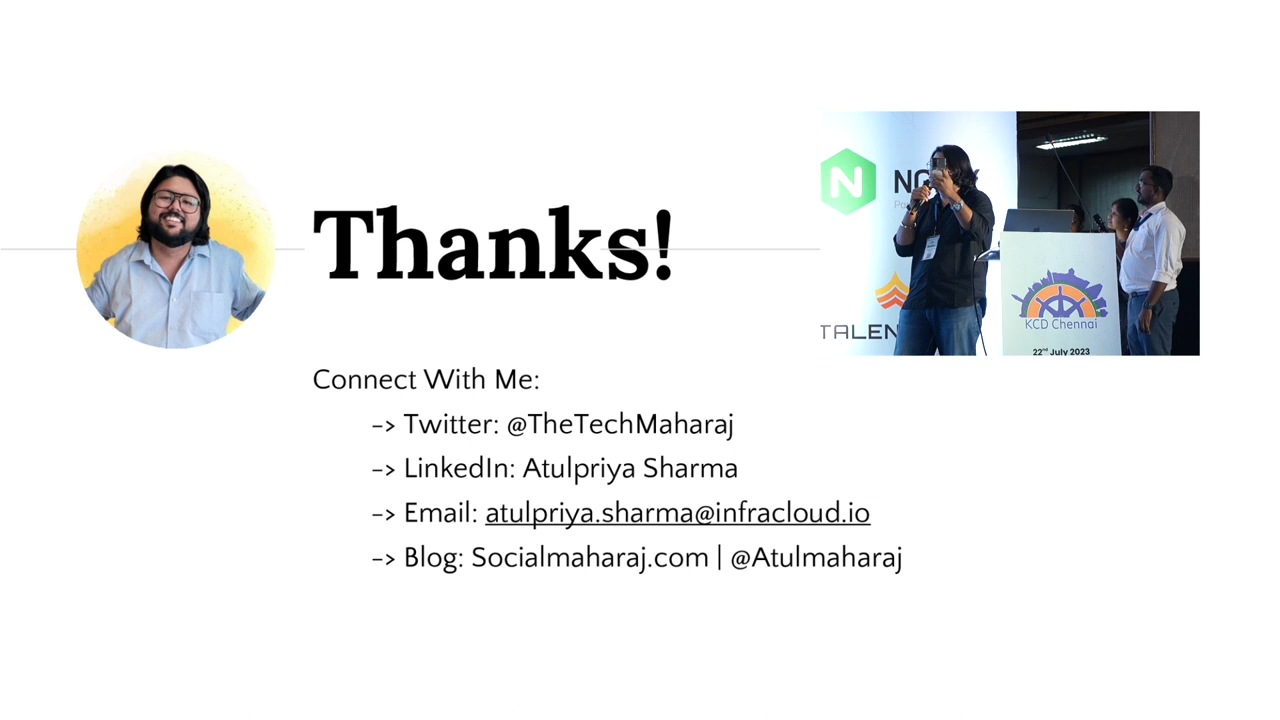 Thanks!
Connect With Me:
-> Twitter: @TheTechMaharaj
-> LinkedIn: Atulpriya Sharma
-> Email: atulpriya.sharma@infracloud.io
-> Blog: Socialmaharaj.com | @Atulmaharaj
N
TALEN
KCD Chennai
22nd July 2023